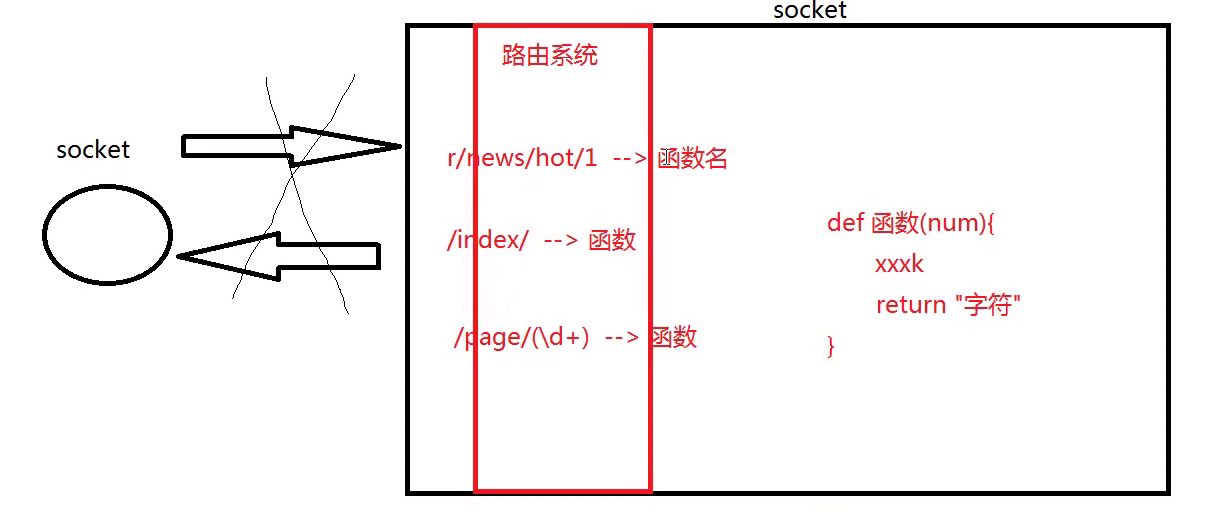 socket
路由系统
socket
r/news/hot/1 --> 函数名
/index/ --> 函数
/page/(\d+) --> 函数
def 函数(num){
xxxk
return "字符"
}